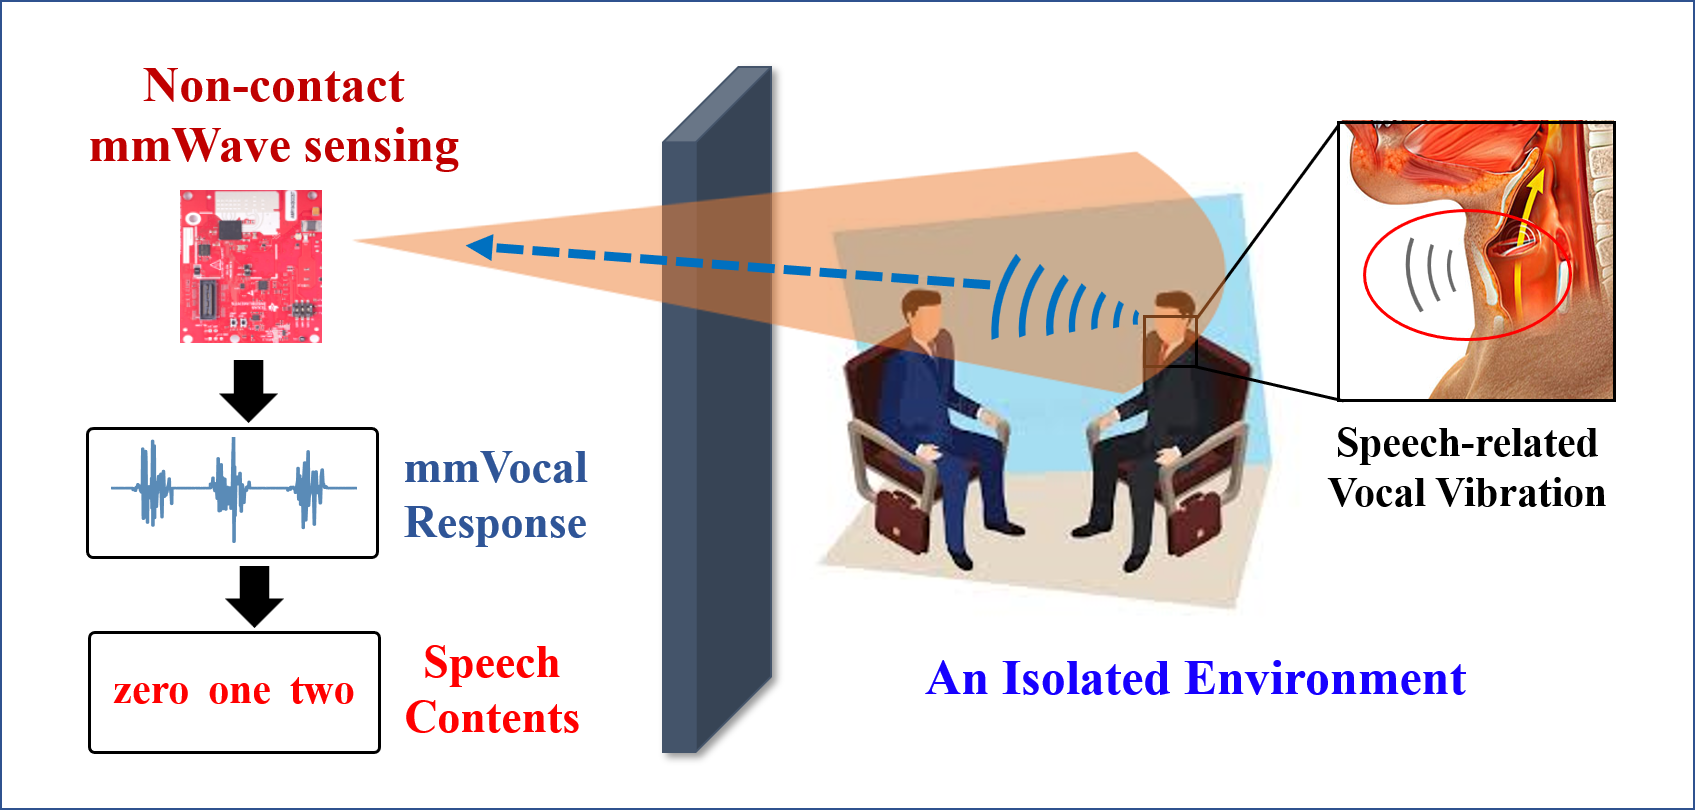 Non-contact
mmWave sensing
mmVocal
Response
zero one two
Speech
Contents
An Isolated Environment
Speech-related
Vocal Vibration